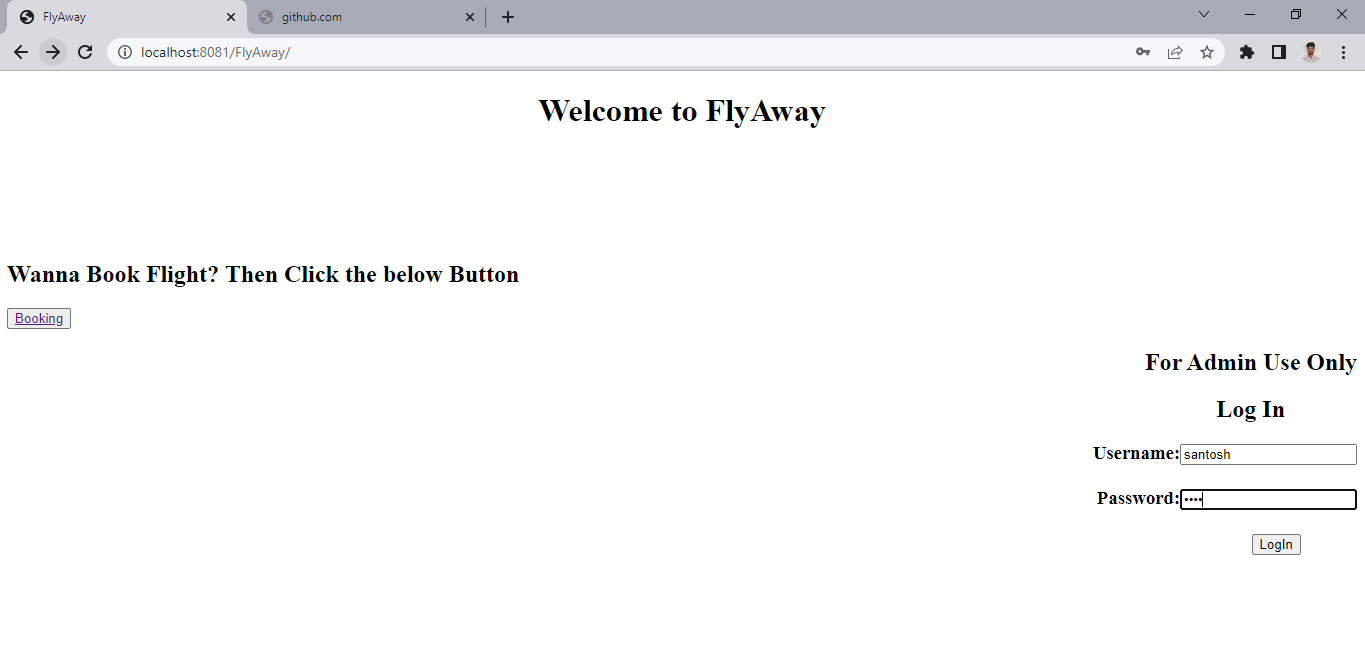 FlyAway
github.com
localhost:8081/FlyAway/
Welcome to FlyAway
Wanna Book Flight? Then Click the below Button
Booking
For Admin Use Only
Log In
Username: santosh
Password: ••••
LogIn